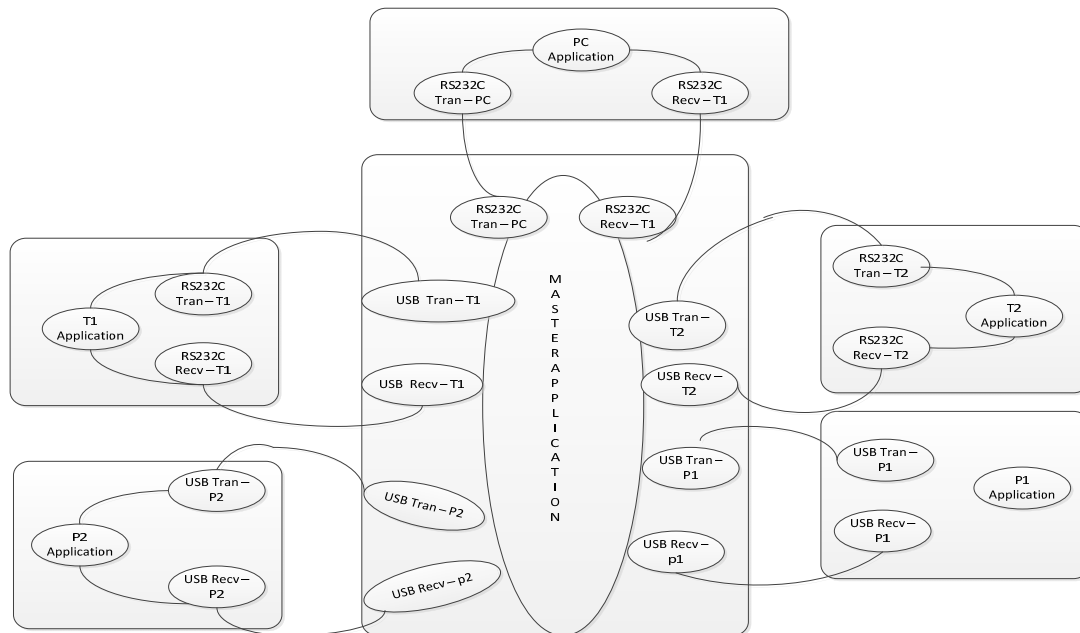 PC
Application
RS232C
Tran−PC
RS232C
Recv−T1
RS232C
Tran−PC
RS232C
Recv−T1
RS232C
Tran−T1
T1
Application
RS232C
Recv−T1
USB Tran−T1
USB Recv−T1
USB Tran−P2
USB Recv−p2
M
A
S
T
E
R
A
P
P
L
I
C
A
T
I
O
N
USB Tran−
T2
USB Recv−
T2
USB Tran−
P1
USB Recv−
p1
RS232C
Tran−T2
T2
Application
RS232C
Recv−T2
USB Tran−
P1
P1
Application
USB Recv−
P1
USB Tran−
P2
P2
Application
USB Recv−
P2